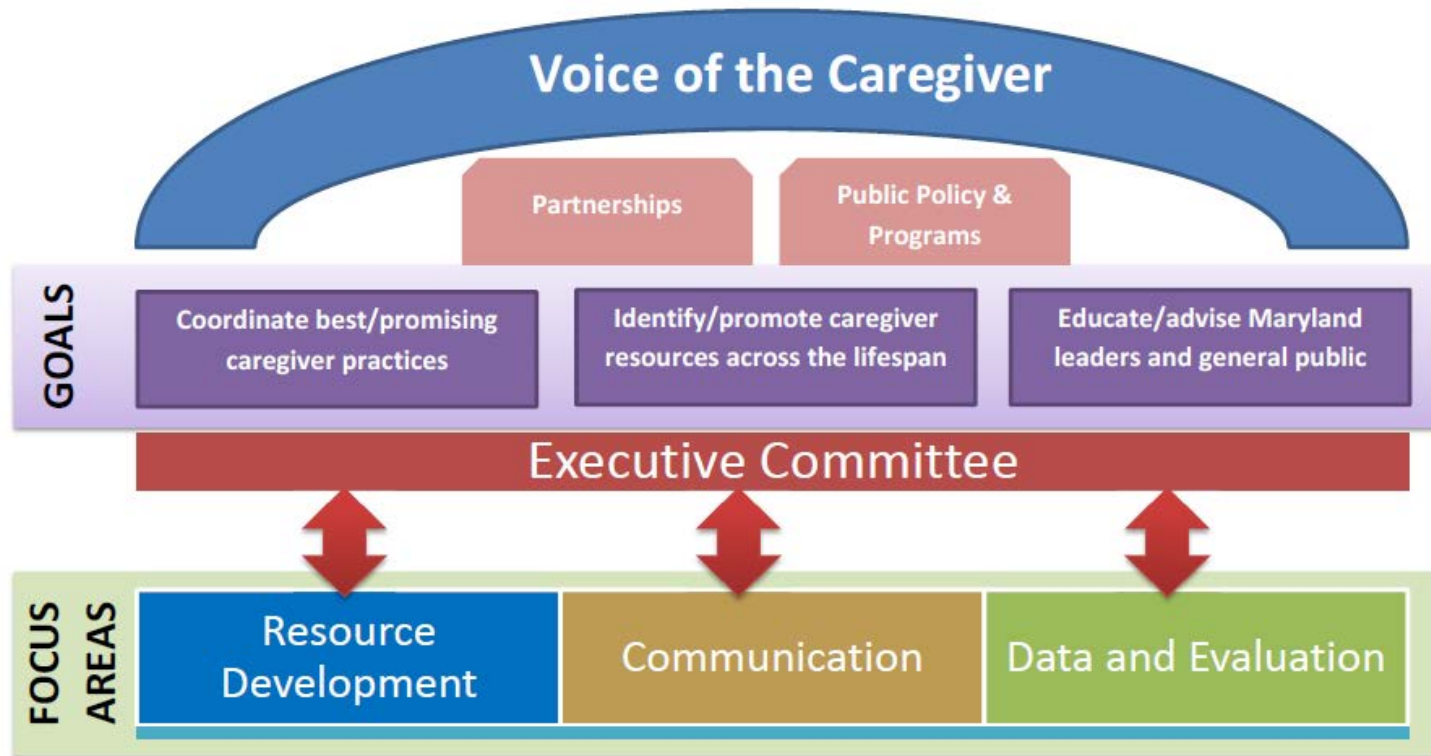 Voice of the Caregiver
Partnerships
Public Policy &
Programs
GOALS
Coordinate best/promising
caregiver practices
Identify/promote caregiver
resources across the lifespan
Educate/advise Maryland
leaders and general public
Executive Committee
FOCUS
AREAS
Resource
Development
Communication
Data and Evaluation